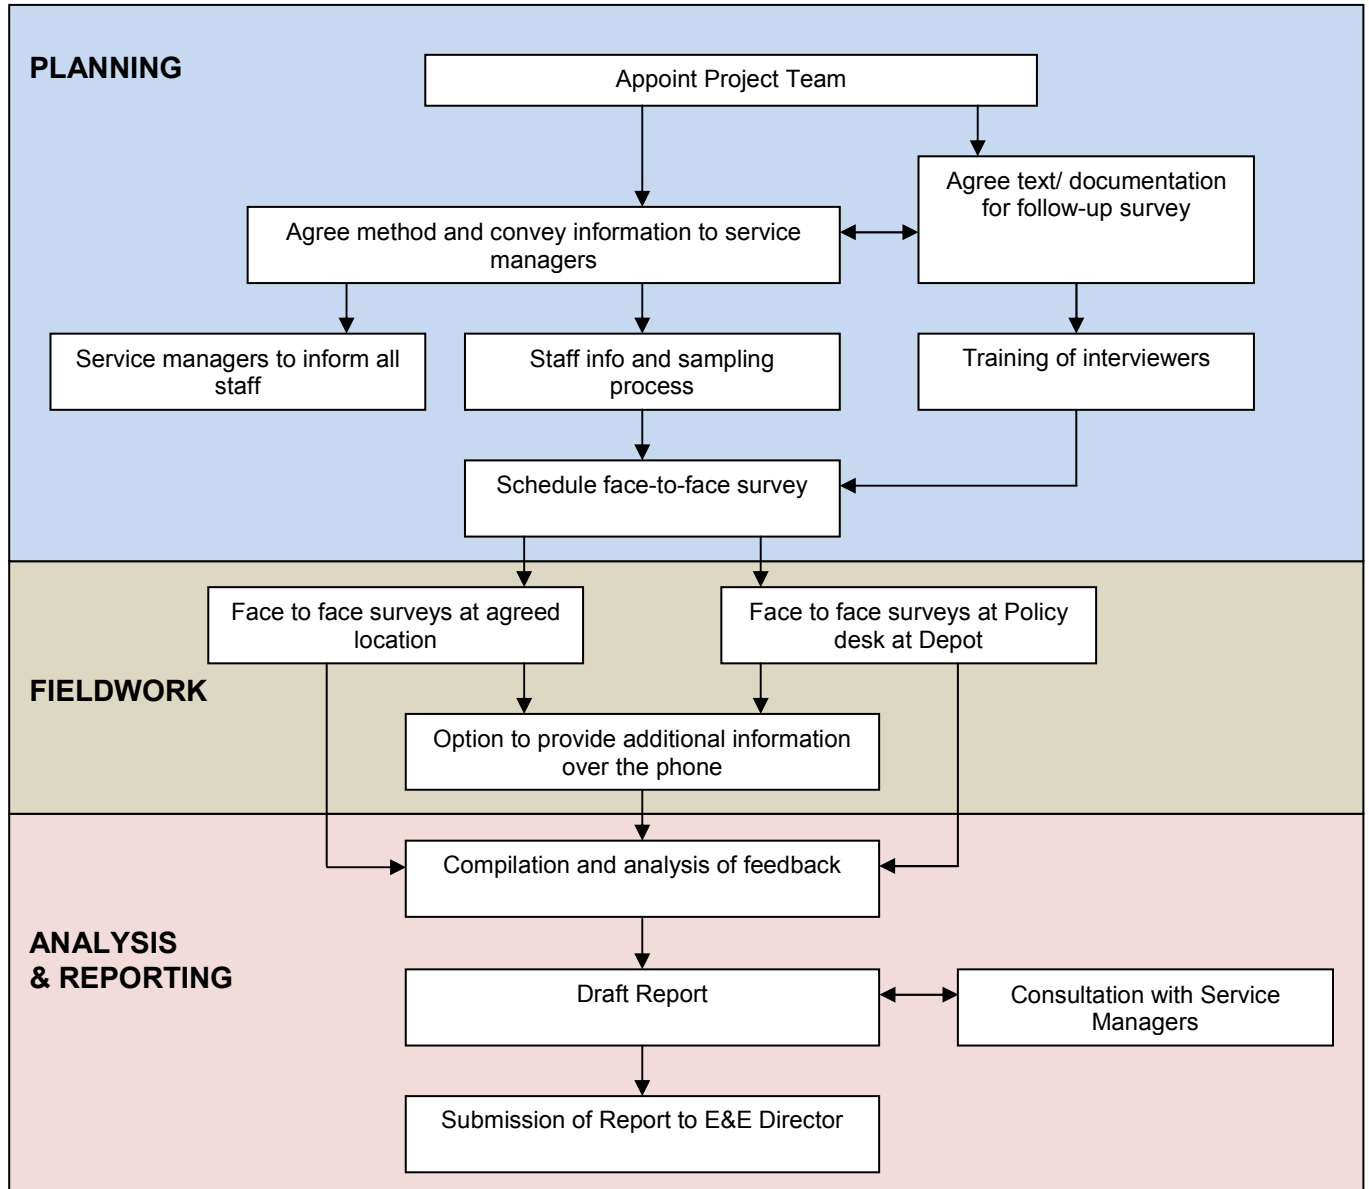 PLANNING
Appoint Project Team
Agree text/ documentation
for follow-up survey
Agree method and convey information to service
managers
Service managers to inform all
staff
Staff info and sampling
process
Training of interviewers
Schedule face-to-face survey
Face to face surveys at agreed
location
Face to face surveys at Policy
desk at Depot
FIELDWORK
Option to provide additional information
over the phone
Compilation and analysis of feedback
ANALYSIS
& REPORTING
Draft Report
Consultation with Service
Managers
Submission of Report to E&E Director